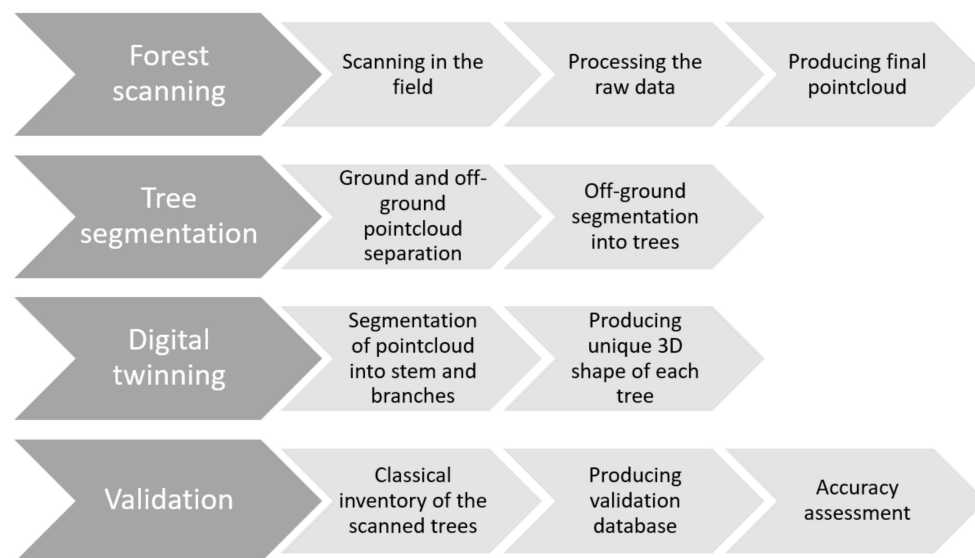 Forest
scanning
Scanning in the
field
Processing the
raw data
Producing final
pointcloud
Tree
segmentation
Ground and off-
ground
pointcloud
separation
Off-ground
segmentation
into trees
Digital
twinning
Segmentation
of pointcloud
into stem and
branches
Producing
unique 3D
shape of each
tree
Validation
Classical
inventory of the
scanned trees
Producing
validation
database
Accuracy
assessment